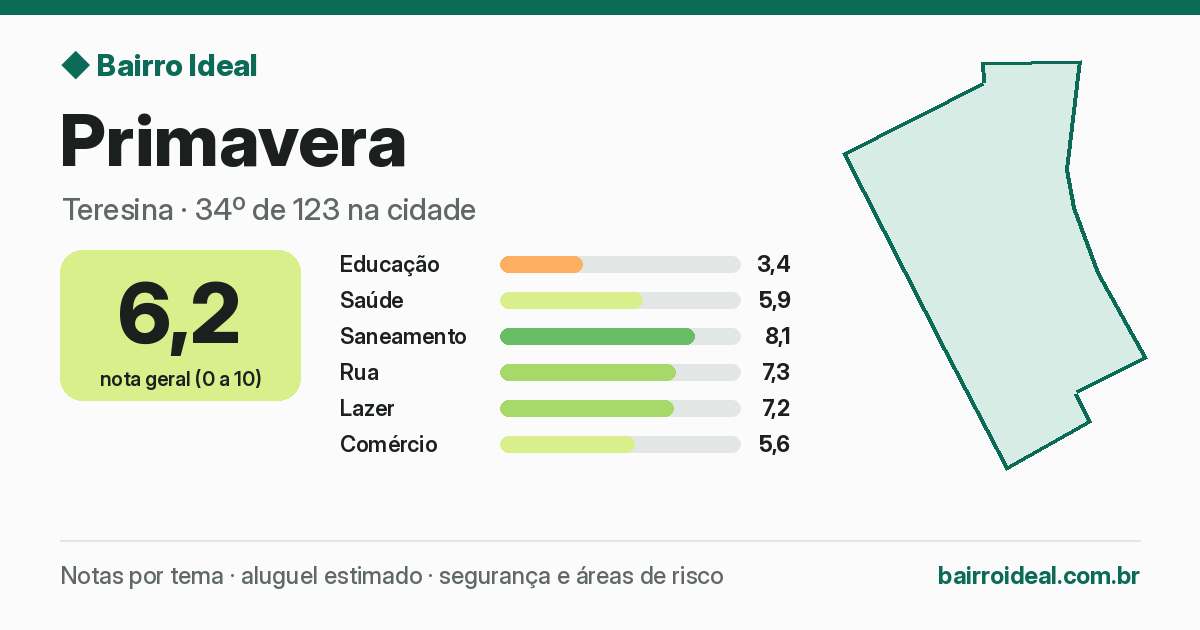 Bairro Ideal
Primavera
Teresina · 34º de 123 na cidade
6,2
nota geral (0 a 10)
Educação 3,4
Saúde 5,9
Saneamento 8,1
Rua 7,3
Lazer 7,2
Comércio 5,6
Notas por tema · aluguel estimado · segurança e áreas de risco
bairroideal.com.br